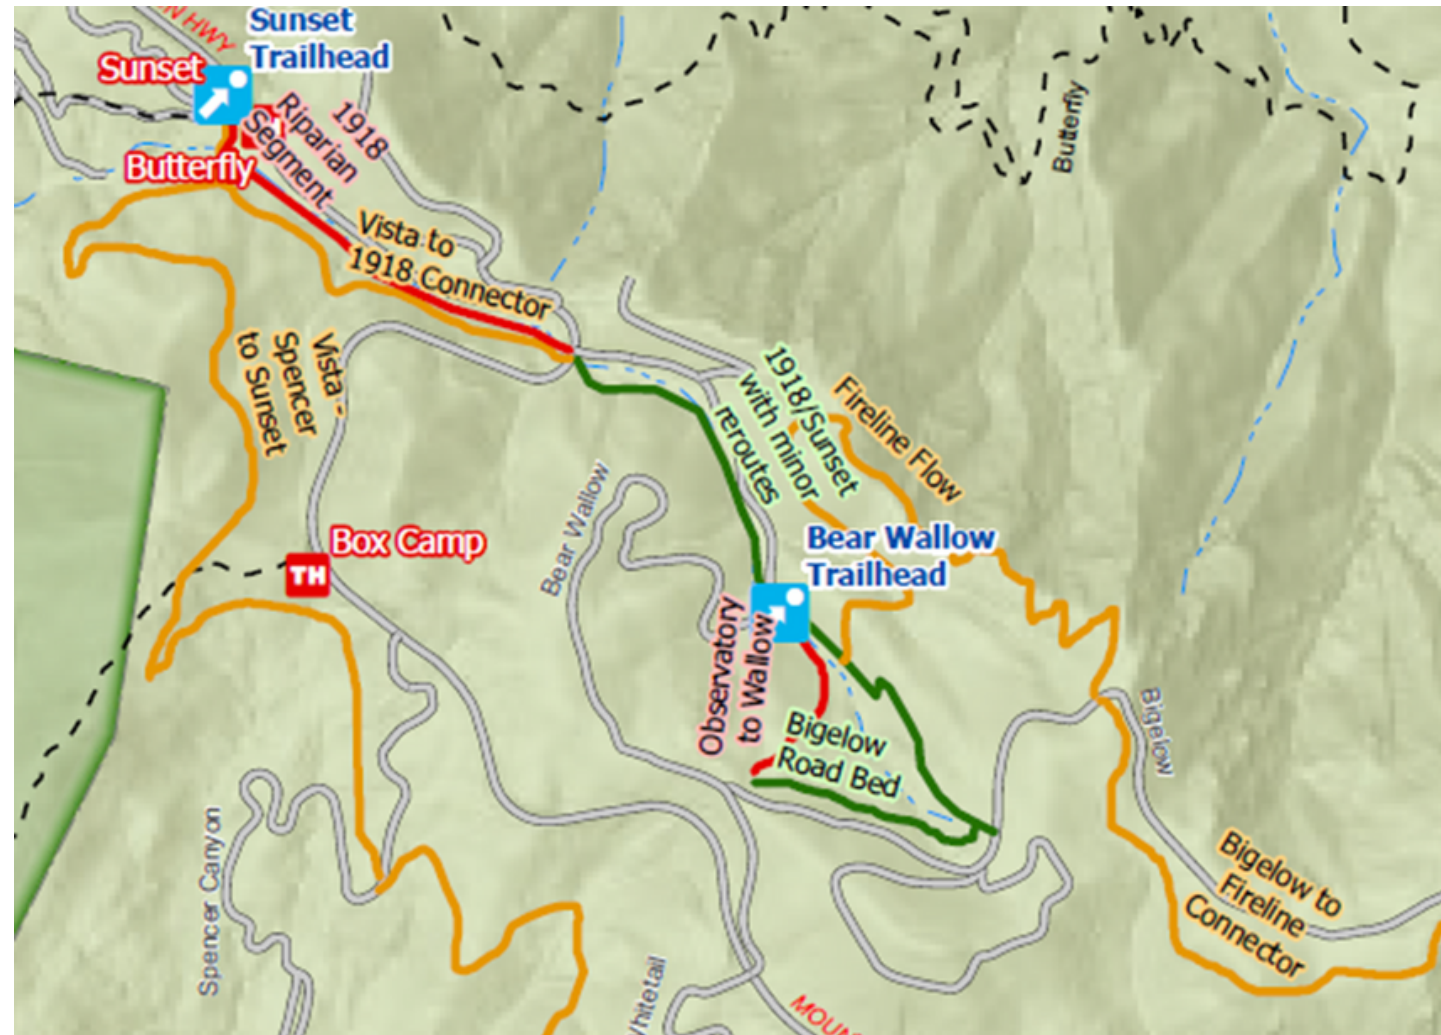 N HWY
Sunset
Trailhead
Sunset
Butterfly
1918
Riparian
Segment
Butterfly
Vista to
1918 Connector
Vista -
Spencer
to Sunset
1918/Sunset
with minor
reroutes
Fireline Flow
Box Camp
TH
Bear Wallow
Bear Wallow
Trailhead
Observatory
to Wallow
Bigelow
Road Bed
Bigelow
Spencer Canyon
Bigelow to
Fireline
Connector
hitetail
MOUN